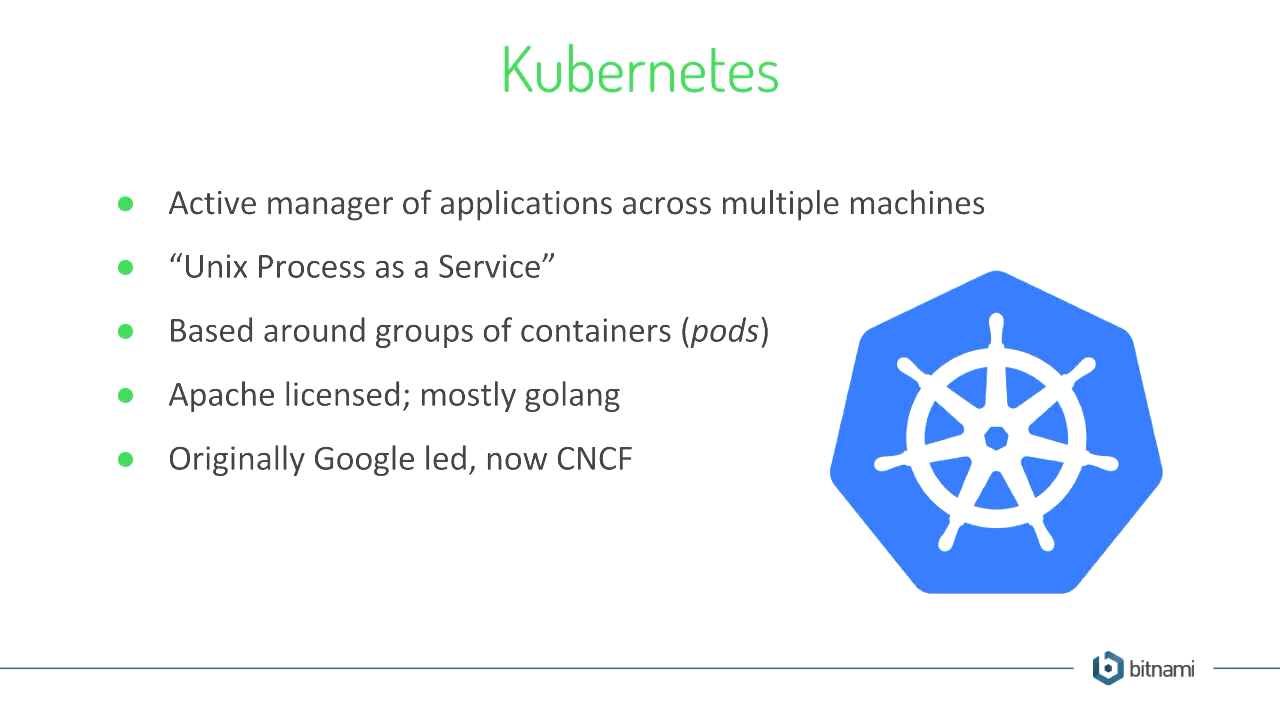 Kubernetes
● Active manager of applications across multiple machines
● “Unix Process as a Service”
● Based around groups of containers (pods)
● Apache licensed; mostly golang
● Originally Google led, now CNCF
bitnami